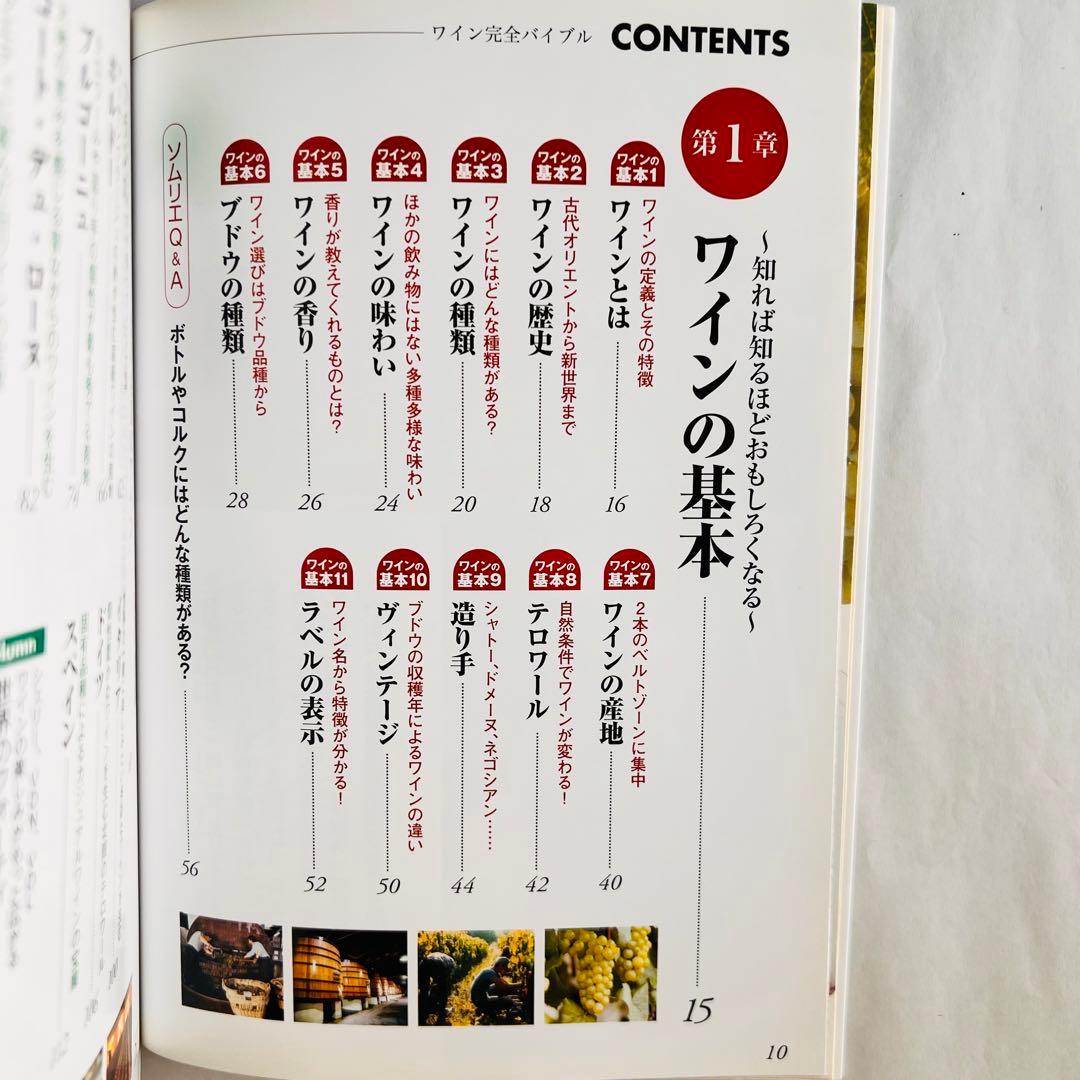 ワイン完全バイブル CONTENTS
第1章
〜知れば知るほどおもしろくなる〜
ワインの基本 15
ワインの基本1
ワインの定義とその特徴
ワインとは 16
ワインの基本2
古代オリエントから新世界まで
ワインの歴史 18
ワインの基本3
ワインにはどんな種類がある?
ワインの種類 20
ワインの基本4
ほかの飲み物にはない多種多様な味わい
ワインの味わい 24
ワインの基本5
香りが教えてくれるものとは?
ワインの香り 26
ワインの基本6
ワイン選びはブドウ品種から
ブドウの種類 28
ワインの基本7
2本のベルトゾーンに集中
ワインの産地 40
ワインの基本8
自然条件でワインが変わる!
テロワール 42
ワインの基本9
シャトー、ドメーヌ、ネゴシアン……
造り手 44
ワインの基本10
ブドウの収穫年によるワインの違い
ヴィンテージ 50
ワインの基本11
ワイン名から特徴が分かる!
ラベルの表示 52
ソムリエQ&A
ボトルやコルクにはどんな種類がある? 56
10
ブルゴーニュ
コート・デュ・ローヌ
ドイツ
スペイン